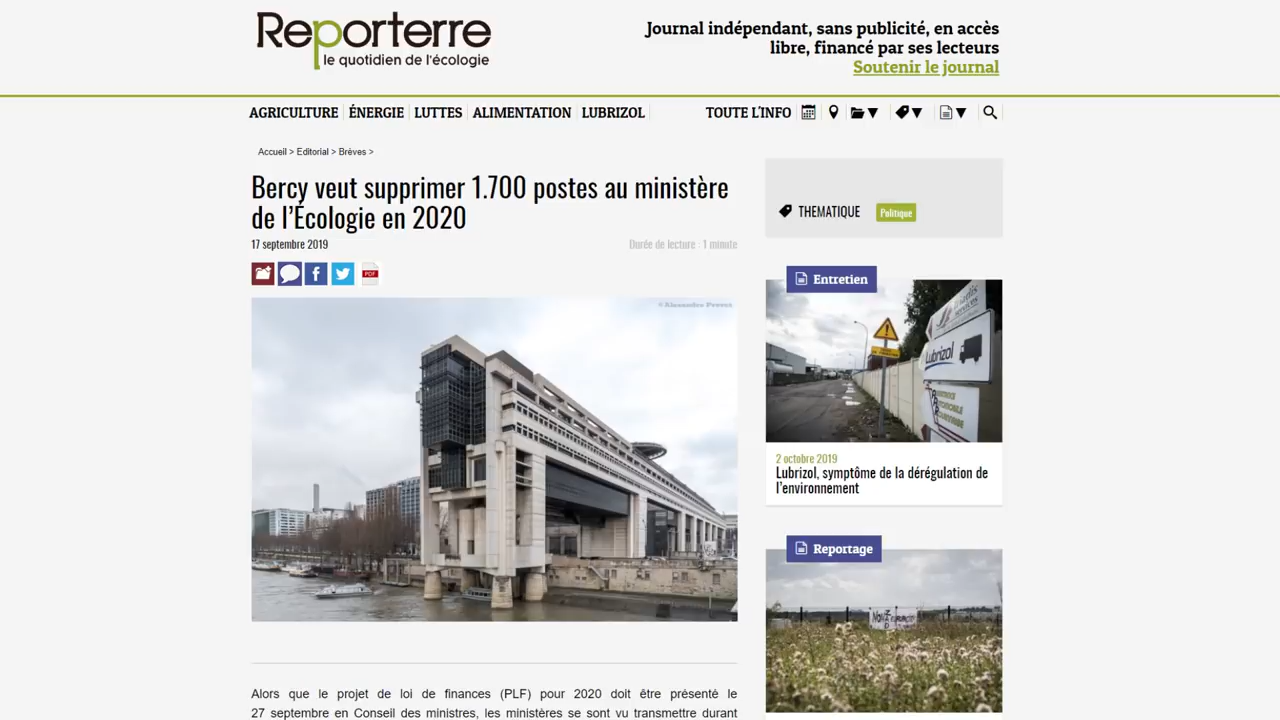 Reporterre
le quotidien de l'écologie
Journal indépendant, sans publicité, en accès
libre, financé par ses lecteurs
Soutenir le journal
AGRICULTURE ÉNERGIE LUTTES ALIMENTATION LUBRIZOL TOUTE L'INFO
Accueil > Editorial > Brèves >
Bercy veut supprimer 1.700 postes au ministère
de l'Écologie en 2020
17 septembre 2019 Durée de lecture : 1 minute
PDF
©Alexandre Prevot
Alors que le projet de loi de finances (PLF) pour 2020 doit être présenté le
27 septembre en Conseil des ministres, les ministères se sont vu transmettre durant
THEMATIQUE Politique
Entretien
Lubrizol
2 octobre 2019
Lubrizol, symptôme de la dérégulation de
l'environnement
Reportage